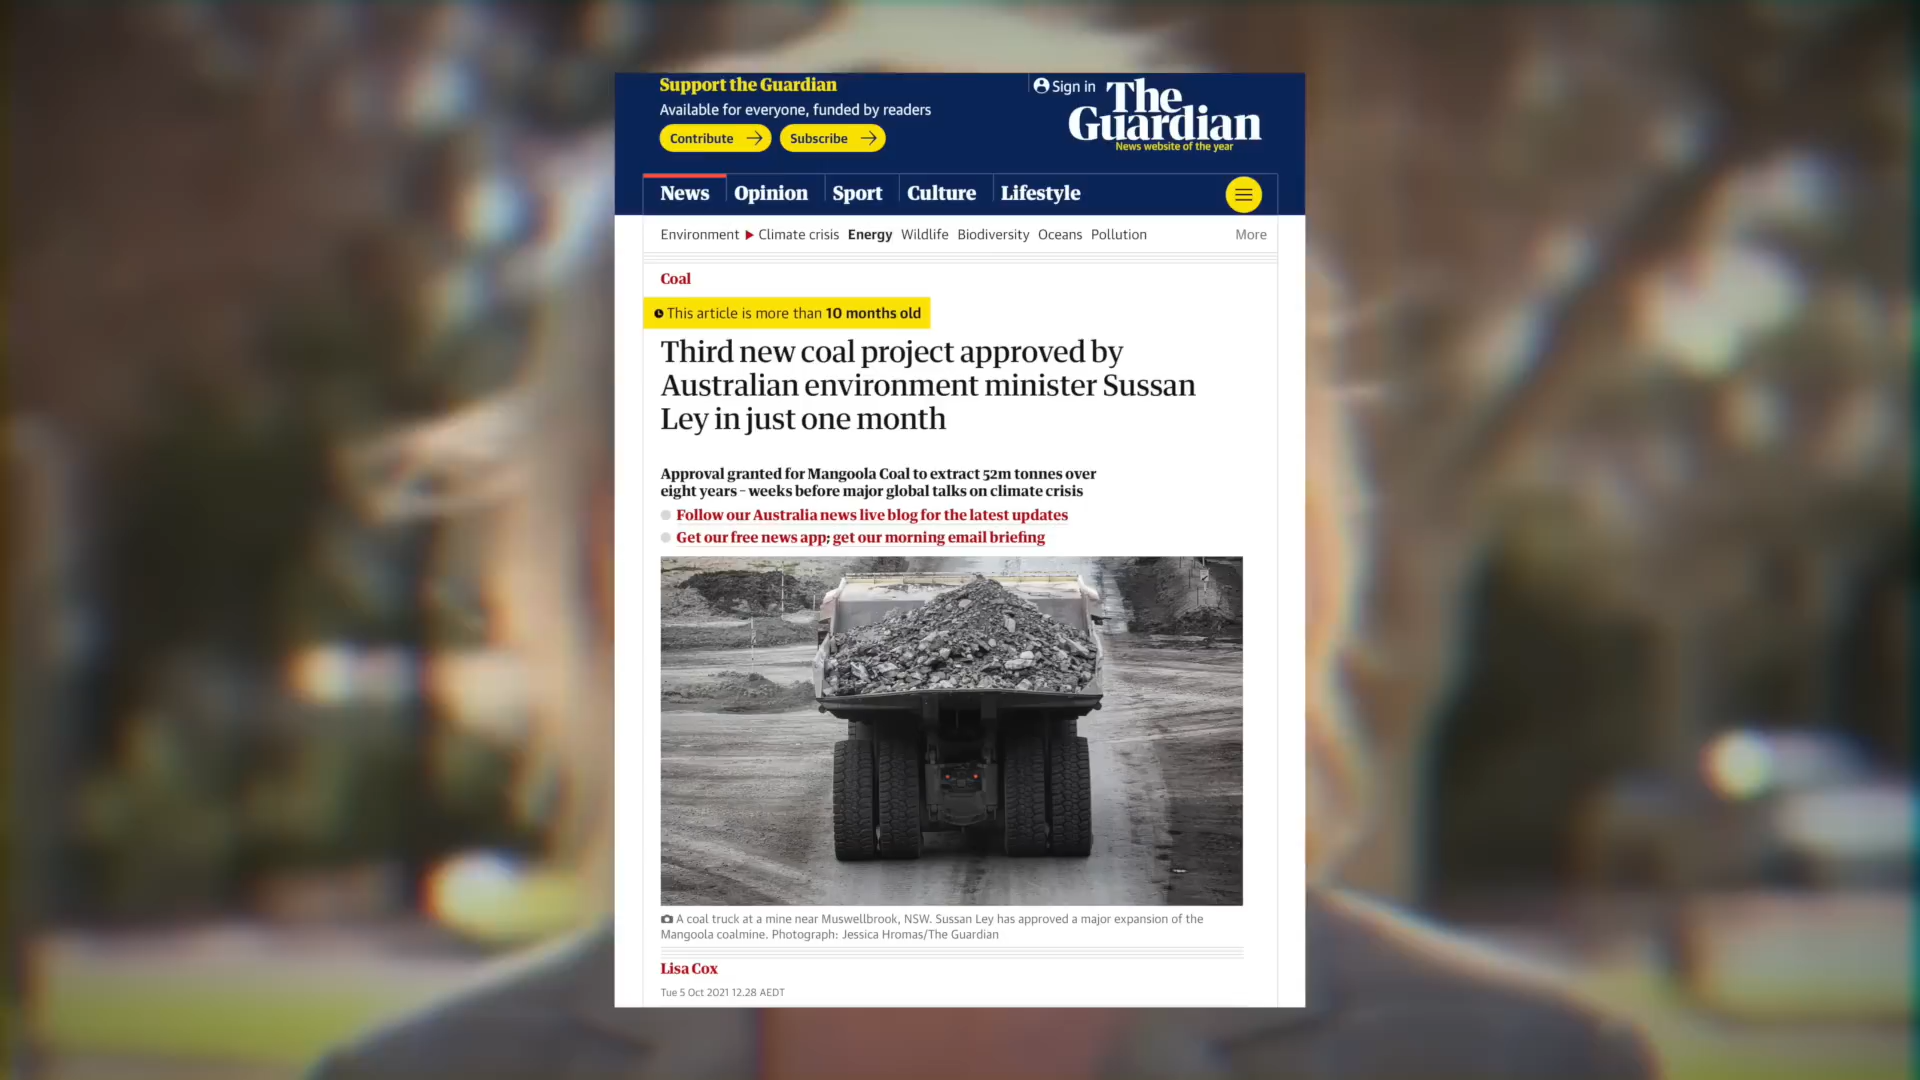 Support the Guardian
Available for everyone, funded by readers
Contribute
Subscribe
Sign in
The
Guardian
News website of the year
News Opinion Sport Culture Lifestyle
Environment Climate crisis Energy Wildlife Biodiversity Oceans Pollution More
Coal
This article is more than 10 months old
Third new coal project approved by
Australian environment minister Sussan
Ley in just one month
Approval granted for Mangoola Coal to extract 52m tonnes over
eight years – weeks before major global talks on climate crisis
Follow our Australia news live blog for the latest updates
Get our free news app; get our morning email briefing
A coal truck at a mine near Muswellbrook, NSW. Sussan Ley has approved a major expansion of the
Mangoola coalmine. Photograph: Jessica Hromas/The Guardian
Lisa Cox
Tue 5 Oct 2021 12.28 AEDT